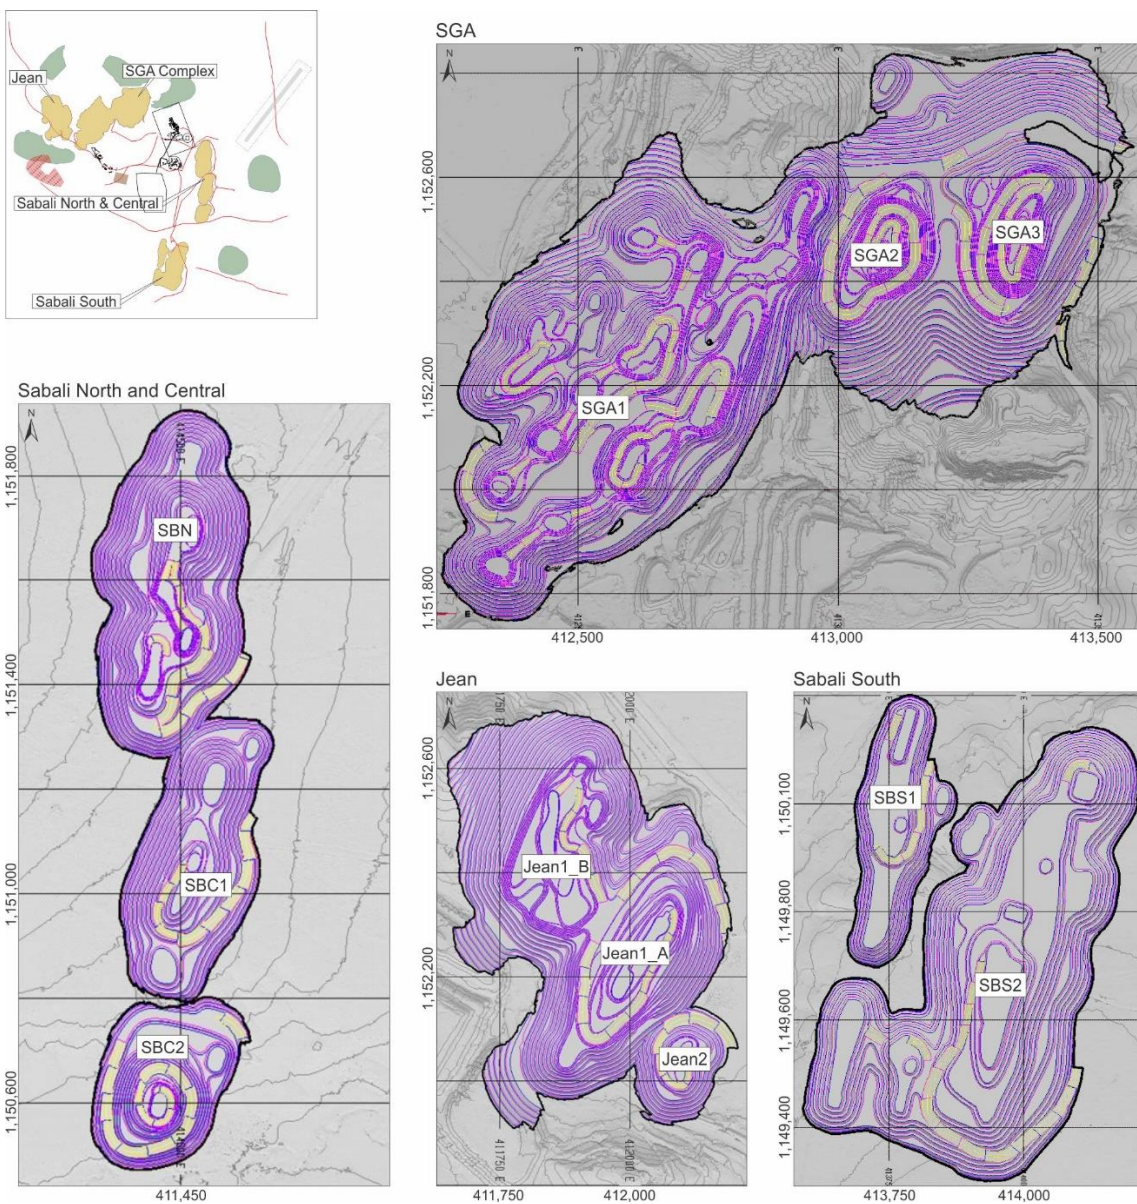 Jean
SGA Complex
Sabali North & Central
Sabali South
SGA
N
1,152,600
1,152,200
1,151,800
SGA1
SGA2
SGA3
412,500
413,000
413,500
Sabali North and Central
N
1,151,800
1,151,400
1,151,000
1,150,600
SBN
SBC1
SBC2
411,450
Jean
N
1750 E
2000 E
1,152,600
1,152,200
Jean1_B
Jean1_A
Jean2
411750 E
412000 E
411,750
412,000
Sabali South
N
1,150,100
1,149,800
1,149,600
1,149,400
SBS1
SBS2
413,750
414,000